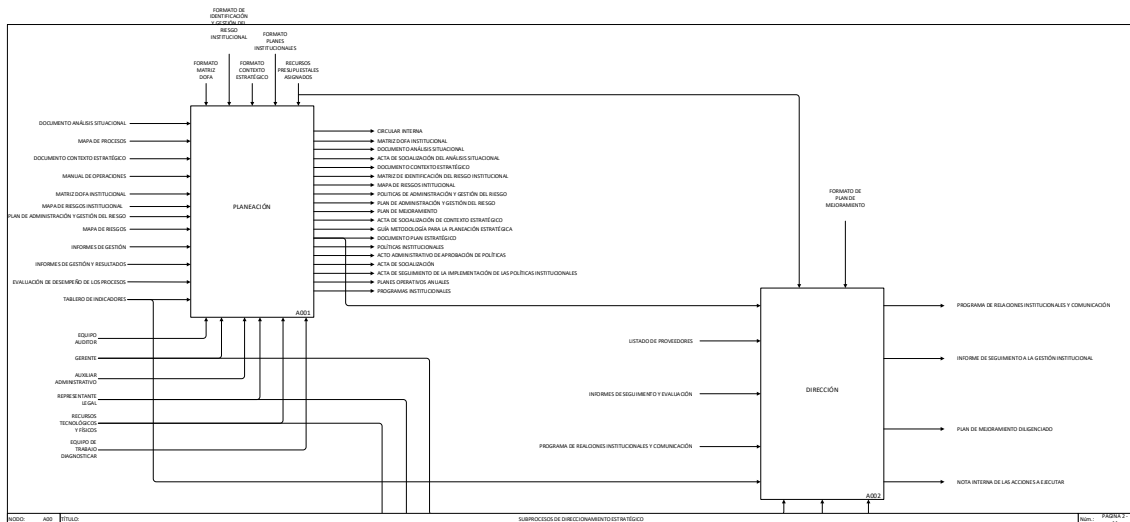 FORMATO DE
IDENTIFICACIÓN
Y GESTIÓN DEL
RIESGO
INSTITUCIONAL
FORMATO
PLANES
INSTITUCIONALES
FORMATO
MATRIZ
DOFA
FORMATO
CONTEXTO
ESTRATÉGICO
RECURSOS
PRESUPUESTALES
ASIGNADOS
DOCUMENTO ANÁLISIS SITUACIONAL
MAPA DE PROCESOS
DOCUMENTO CONTEXTO ESTRATÉGICO
MANUAL DE OPERACIONES
MATRIZ DOFA INSTITUCIONAL
MAPA DE RIESGOS INSTITUCIONAL
PLAN DE ADMINISTRACIÓN Y GESTIÓN DEL RIESGO
MAPA DE RIESGOS
INFORMES DE GESTIÓN
INFORMES DE GESTIÓN Y RESULTADOS
EVALUACIÓN DE DESEMPEÑO DE LOS PROCESOS
TABLERO DE INDICADORES
PLANEACIÓN
A001
CIRCULAR INTERNA
MATRIZ DOFA INSTITUCIONAL
DOCUMENTO ANÁLISIS SITUACIONAL
ACTA DE SOCIALIZACIÓN DEL ANÁLISIS SITUACIONAL
DOCUMENTO CONTEXTO ESTRATÉGICO
MATRIZ DE IDENTIFICACIÓN DEL RIESGO INSTITUCIONAL
MAPA DE RIESGOS INTITUCIONAL
POLITICAS DE ADMINISTRACIÓN Y GESTIÓN DEL RIESGO
PLAN DE ADMINISTRACIÓN Y GESTIÓN DEL RIESGO
PLAN DE MEJORAMIENTO
ACTA DE SOCIALIZACIÓN DE CONTEXTO ESTRATÉGICO
GUÍA METODOLOGÍA PARA LA PLANEACIÓN ESTRATÉGICA
DOCUMENTO PLAN ESTRATÉGICO
POLÍTICAS INSTITUCIONALES
ACTO ADMINISTRATIVO DE APROBACIÓN DE POLÍTICAS
ACTA DE SOCIALIZACIÓN
ACTA DE SEGUIMIENTO DE LA IMPLEMENTACIÓN DE LAS POLÍTICAS INSTITUCIONALES
PLANES OPERATIVOS ANUALES
PROGRAMAS INSTITUCIONALES
EQUIPO
AUDITOR
GERENTE
AUXILIAR
ADMINISTRATIVO
REPRESENTANTE
LEGAL
RECURSOS
TECNOLÓGICOS
Y FÍSICOS
EQUIPO DE
TRABAJO
DIAGNOSTICAR
FORMATO DE
PLAN DE
MEJORAMIENTO
LISTADO DE PROVEEDORES
INFORMES DE SEGUIMIENTO Y EVALUACIÓN
PROGRAMA DE REALCIONES INSTITUCIONALES Y COMUNICACIÓN
DIRECCIÓN
A002
PROGRAMA DE RELACIONES INSTITUCIONALES Y COMUNICACIÓN
INFORME DE SEGUIMIENTO A LA GESTIÓN INSTITUCIONAL
PLAN DE MEJORAMIENTO DILIGENCIADO
NOTA INTERNA DE LAS ACCIONES A EJECUTAR
NODO: A00 TÍTULO: SUBPROCESOS DE DIRECCIONAMIENTO ESTRATÉGICO Núm.: PÁGINA 2 -